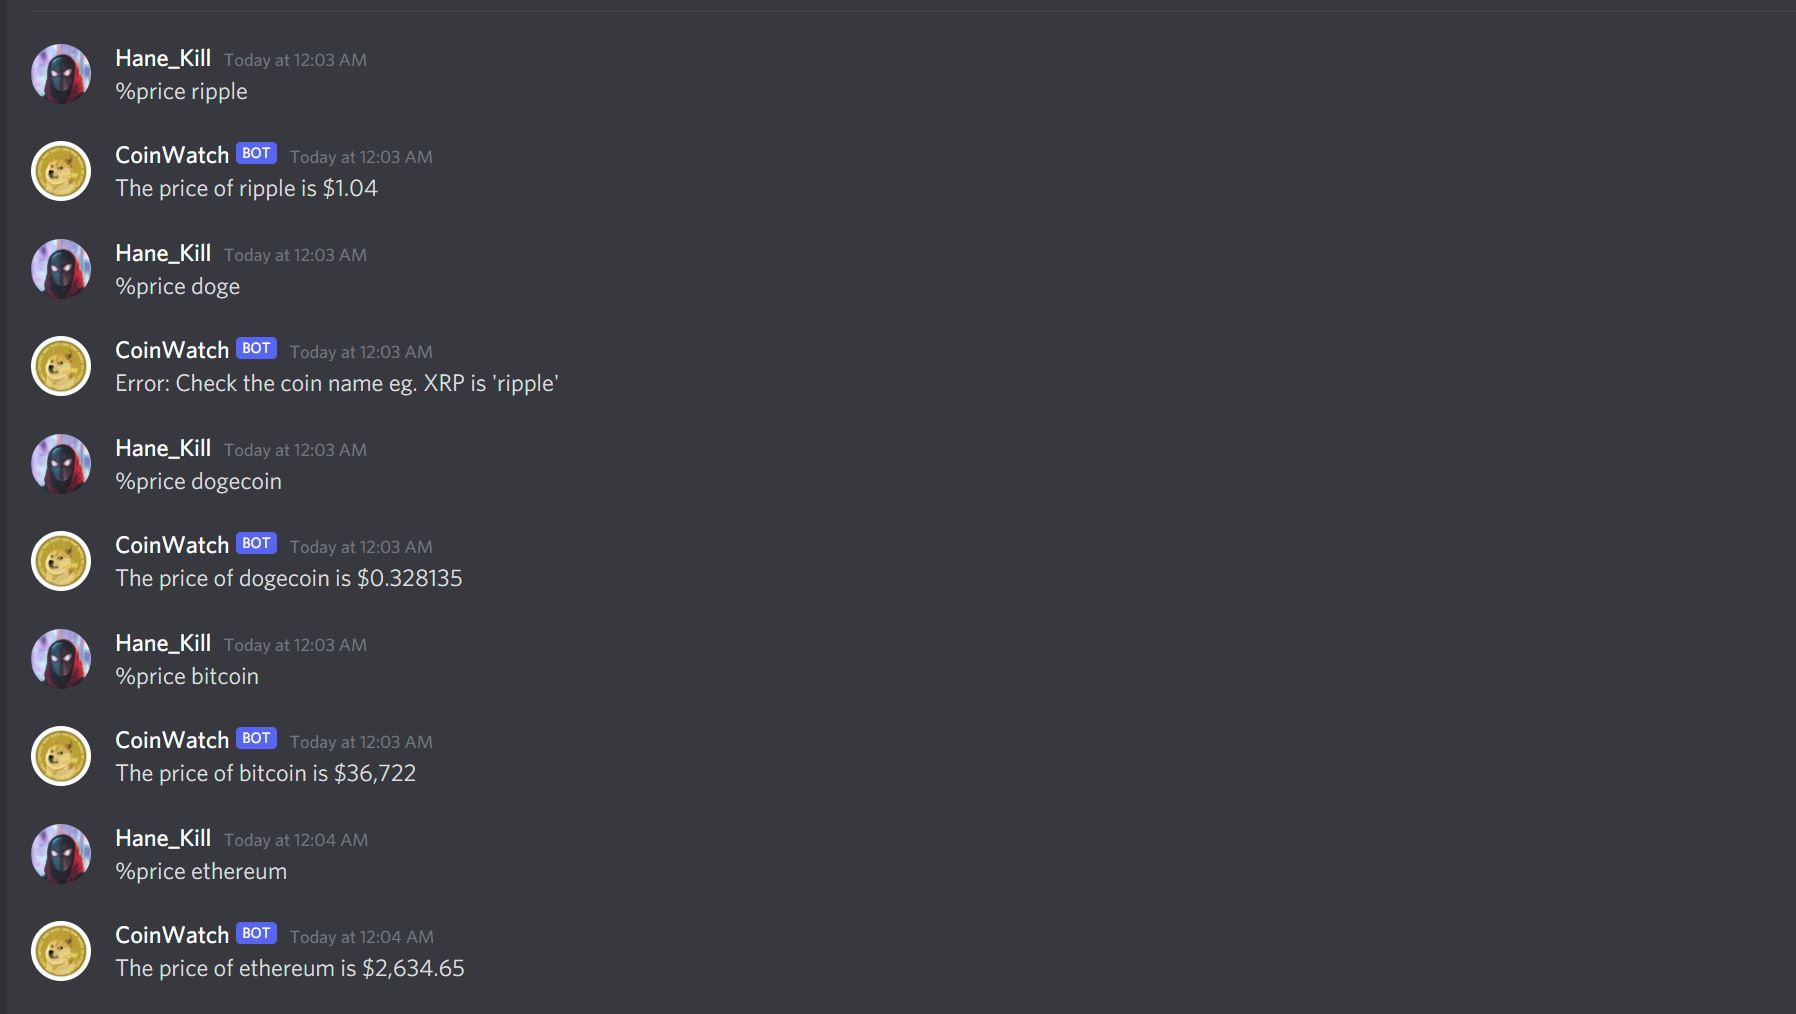 Hane_Kill Today at 12:03 AM
%price ripple
CoinWatch BOT Today at 12:03 AM
The price of ripple is $1.04
Hane_Kill Today at 12:03 AM
%price doge
CoinWatch BOT Today at 12:03 AM
Error: Check the coin name eg. XRP is 'ripple'
Hane_Kill Today at 12:03 AM
%price dogecoin
CoinWatch BOT Today at 12:03 AM
The price of dogecoin is $0.328135
Hane_Kill Today at 12:03 AM
%price bitcoin
CoinWatch BOT Today at 12:03 AM
The price of bitcoin is $36,722
Hane_Kill Today at 12:04 AM
%price ethereum
CoinWatch BOT Today at 12:04 AM
The price of ethereum is $2,634.65